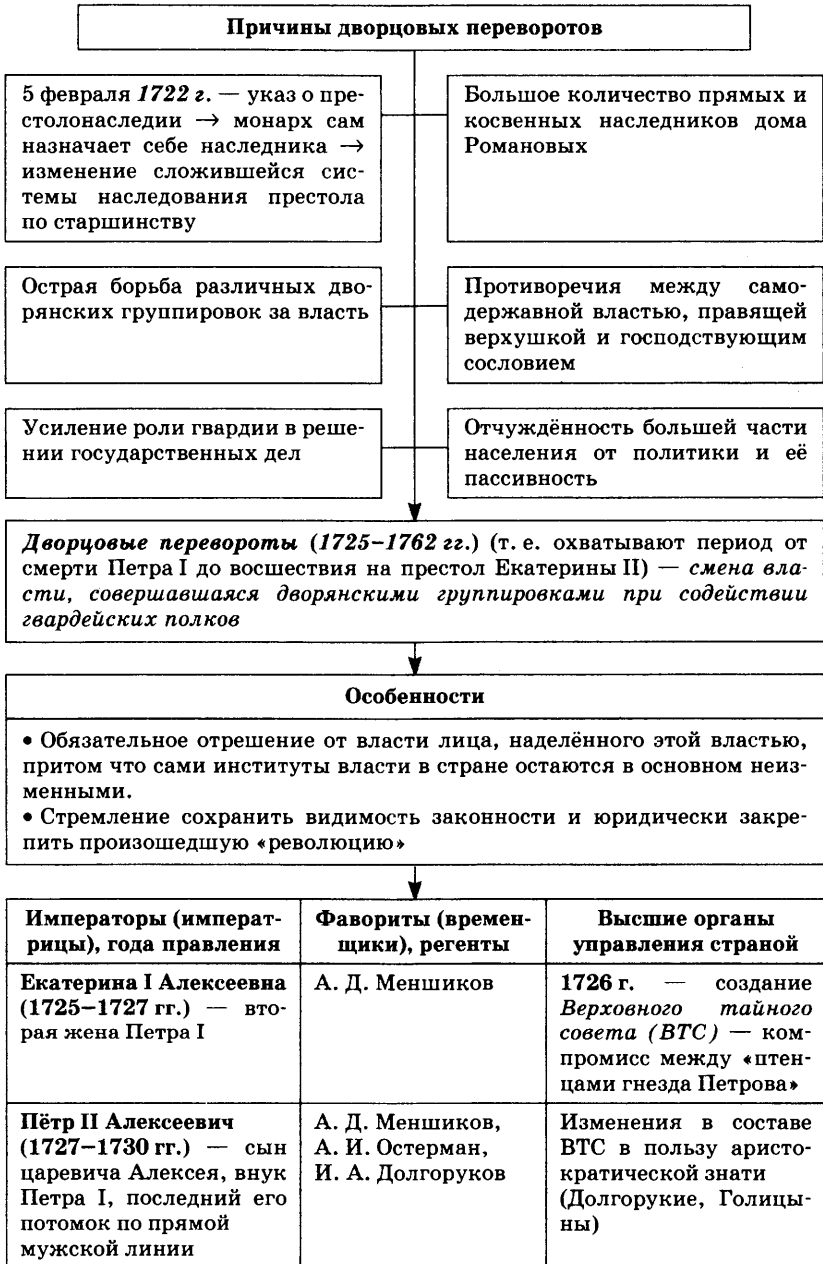 Причины дворцовых переворотов
5 февраля 1722 г. — указ о пре-
столонаследии → монарх сам
назначает себе наследника →
изменение сложившейся сис-
темы наследования престола
по старшинству
Большое количество прямых и
косвенных наследников дома
Романовых
Острая борьба различных дво-
рянских группировок за власть
Противоречия между само-
державной властью, правящей
верхушкой и господствующим
сословием
Усиление роли гвардии в реше-
нии государственных дел
Отчуждённость большей части
населения от политики и её
пассивность
Дворцовые перевороты (1725–1762 гг.) (т. е. охватывают период от
смерти Петра I до восшествия на престол Екатерины II) — смена вла-
сти, совершавшаяся дворянскими группировками при содействии
гвардейских полков
Особенности
• Обязательное отрешение от власти лица, наделённого этой властью,
притом что сами институты власти в стране остаются в основном неиз-
менными.
• Стремление сохранить видимость законности и юридически закре-
пить произошедшую «революцию»
Императоры (императ-
рицы), года правления
Фавориты (времен-
щики), регенты
Высшие органы
управления страной
Екатерина I Алексеевна
(1725–1727 гг.) — вто-
рая жена Петра I
А. Д. Меншиков
1726 г. — создание
Верховного тайного
совета (ВТС) — ком-
промисс между «птен-
цами гнезда Петрова»
Пётр II Алексеевич
(1727–1730 гг.) — сын
царевича Алексея, внук
Петра I, последний его
потомок по прямой
мужской линии
А. Д. Меншиков,
А. И. Остерман,
И. А. Долгоруков
Изменения в составе
ВТС в пользу аристо-
кратической знати
(Долгорукие, Голицы-
ны)